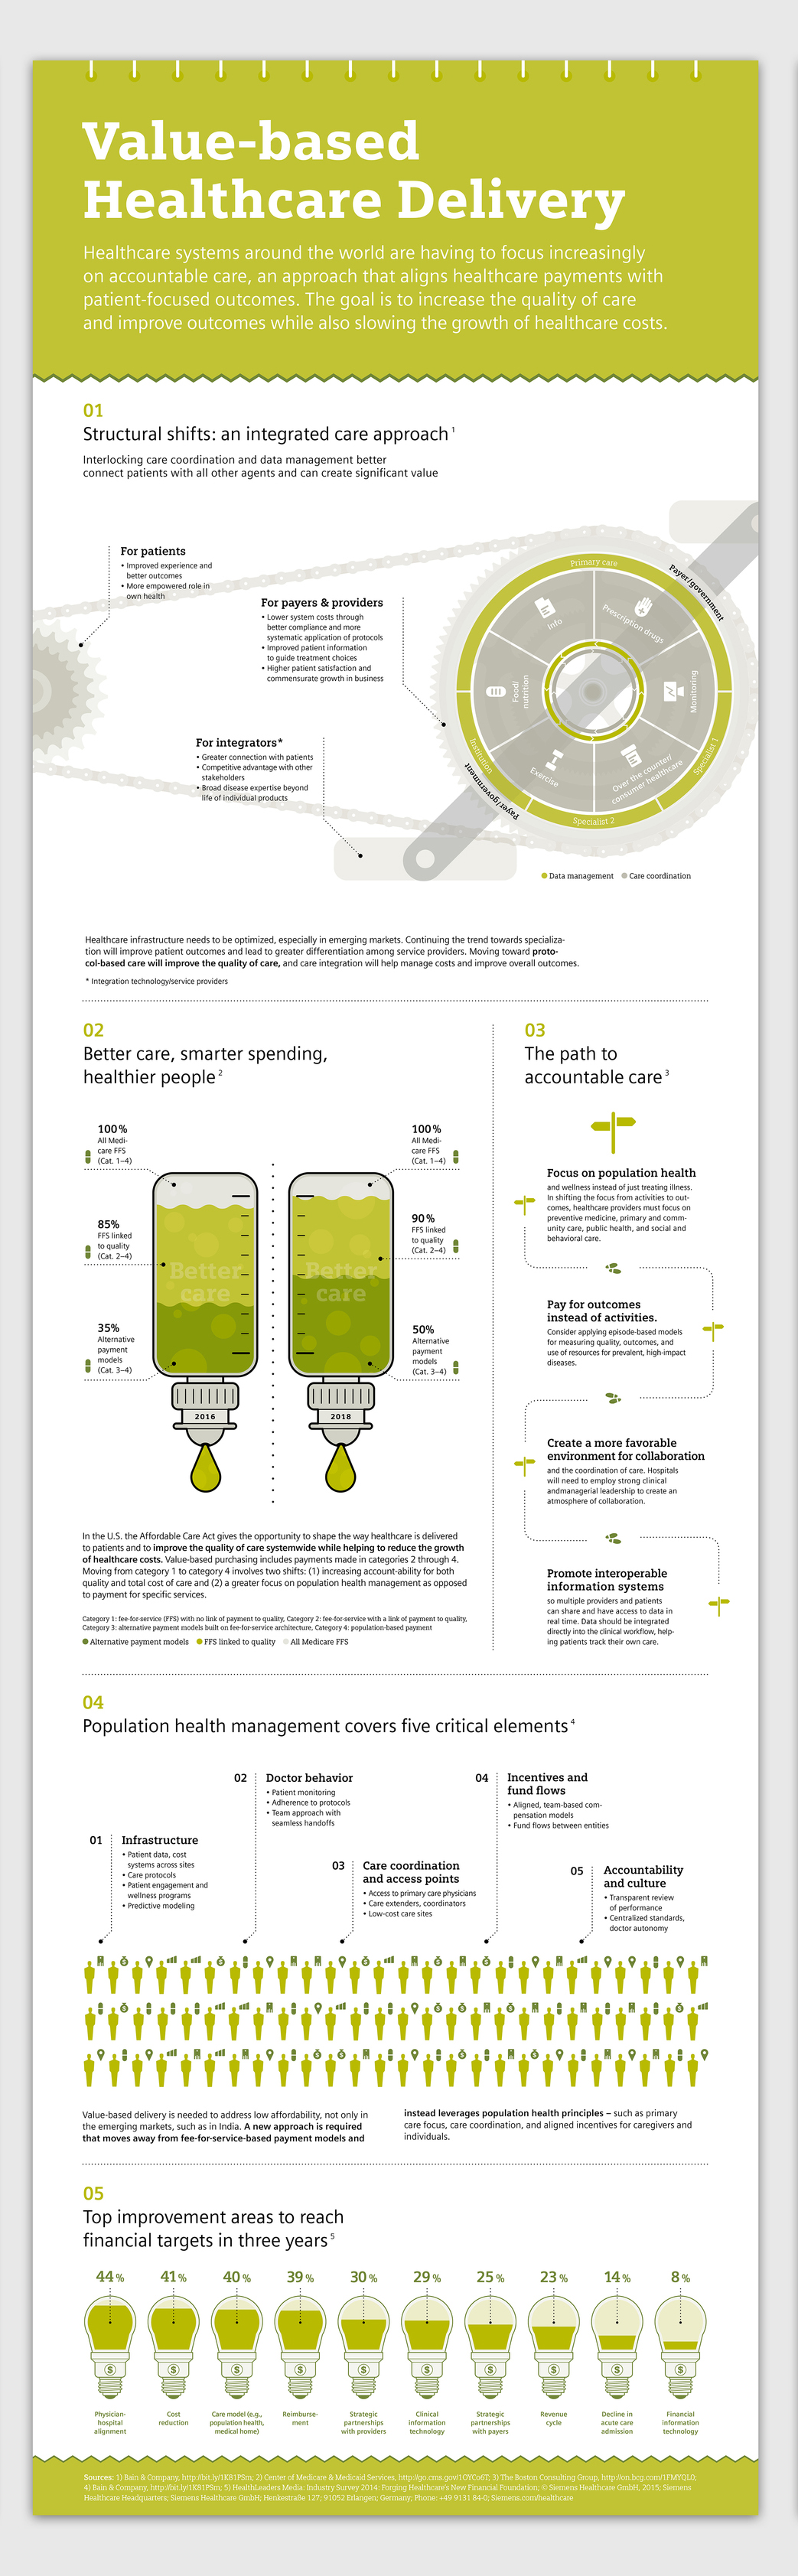 Value-based
Healthcare Delivery
Healthcare systems around the world are having to focus increasingly
on accountable care, an approach that aligns healthcare payments with
patient-focused outcomes. The goal is to increase the quality of care
and improve outcomes while also slowing the growth of healthcare costs.
01
Structural shifts: an integrated care approach 1
Interlocking care coordination and data management better
connect patients with all other agents and can create significant value
For patients
• Improved experience and
better outcomes
• More empowered role in
own health
For payers & providers
• Lower system costs through
better compliance and more
systematic application of protocols
• Improved patient information
to guide treatment choices
• Higher patient satisfaction and
commensurate growth in business
For integrators*
• Greater connection with patients
• Competitive advantage with other
stakeholders
• Broad disease expertise beyond
life of individual products
Primary care
Payer/government
Info
Prescription drugs
Food/
nutrition
Monitoring
Exercise
Over the counter/
consumer healthcare
Institution
Specialist 1
Payer/government
Specialist 2
Data management
Care coordination
Healthcare infrastructure needs to be optimized, especially in emerging markets. Continuing the trend towards specializa-
tion will improve patient outcomes and lead to greater differentiation among service providers. Moving toward proto-
col-based care will improve the quality of care, and care integration will help manage costs and improve overall outcomes.
* Integration technology/service providers
02
Better care, smarter spending,
healthier people 2
100 %
All Medi-
care FFS
(Cat. 1–4)
85%
FFS linked
to quality
(Cat. 2–4)
35%
Alternative
payment
models
(Cat. 3–4)
Better
care
2016
100 %
All Medi-
care FFS
(Cat. 1–4)
90 %
FFS linked
to quality
(Cat. 2–4)
50%
Alternative
payment
models
(Cat. 3–4)
Better
care
2018
In the U.S. the Affordable Care Act gives the opportunity to shape the way healthcare is delivered
to patients and to improve the quality of care systemwide while helping to reduce the growth
of healthcare costs. Value-based purchasing includes payments made in categories 2 through 4.
Moving from category 1 to category 4 involves two shifts: (1) increasing account-ability for both
quality and total cost of care and (2) a greater focus on population health management as opposed
to payment for specific services.
Category 1: fee-for-service (FFS) with no link of payment to quality, Category 2: fee-for-service with a link of payment to quality,
Category 3: alternative payment models built on fee-for-service architecture, Category 4: population-based payment
Alternative payment models
FFS linked to quality
All Medicare FFS
03
The path to
accountable care 3
Focus on population health
and wellness instead of just treating illness.
In shifting the focus from activities to out-
comes, healthcare providers must focus on
preventive medicine, primary and comm-
unity care, public health, and social and
behavioral care.
Pay for outcomes
instead of activities.
Consider applying episode-based models
for measuring quality, outcomes, and
use of resources for prevalent, high-impact
diseases.
Create a more favorable
environment for collaboration
and the coordination of care. Hospitals
will need to employ strong clinical
andmanagerial leadership to create an
atmosphere of collaboration.
Promote interoperable
information systems
so multiple providers and patients
can share and have access to data in
real time. Data should be integrated
directly into the clinical workflow, help-
ing patients track their own care.
04
Population health management covers five critical elements 4
01
Infrastructure
• Patient data, cost
systems across sites
• Care protocols
• Patient engagement and
wellness programs
• Predictive modeling
02
Doctor behavior
• Patient monitoring
• Adherence to protocols
• Team approach with
seamless handoffs
03
Care coordination
and access points
• Access to primary care physicians
• Care extenders, coordinators
• Low-cost care sites
04
Incentives and
fund flows
• Aligned, team-based com-
pensation models
• Fund flows between entities
05
Accountability
and culture
• Transparent review
of performance
• Centralized standards,
doctor autonomy
Value-based delivery is needed to address low affordability, not only in
the emerging markets, such as in India. A new approach is required
that moves away from fee-for-service-based payment models and
instead leverages population health principles – such as primary
care focus, care coordination, and aligned incentives for caregivers and
individuals.
05
Top improvement areas to reach
financial targets in three years 5
44 %
41 %
40 %
39 %
30 %
29 %
25 %
23 %
14 %
8 %
Physician-
hospital
alignment
Cost
reduction
Care model (e.g.,
population health,
medical home)
Reimburse-
ment
Strategic
partnerships
with providers
Clinical
information
technology
Strategic
partnerships
with payers
Revenue
cycle
Decline in
acute care
admission
Financial
information
technology
Sources: 1) Bain & Company, http://bit.ly/1K81PSm; 2) Center of Medicare & Medicaid Services, http://go.cms.gov/1OYCo6T; 3) The Boston Consulting Group, http://on.bcg.com/1FMYQLO;
4) Bain & Company, http://bit.ly/1K81PSm; 5) HealthLeaders Media: Industry Survey 2014: Forging Healthcare's New Financial Foundation; © Siemens Healthcare GmbH, 2015; Siemens
Healthcare Headquarters; Siemens Healthcare GmbH; Henkestraße 127; 91052 Erlangen; Germany; Phone: +49 9131 84-0; Siemens.com/healthcare